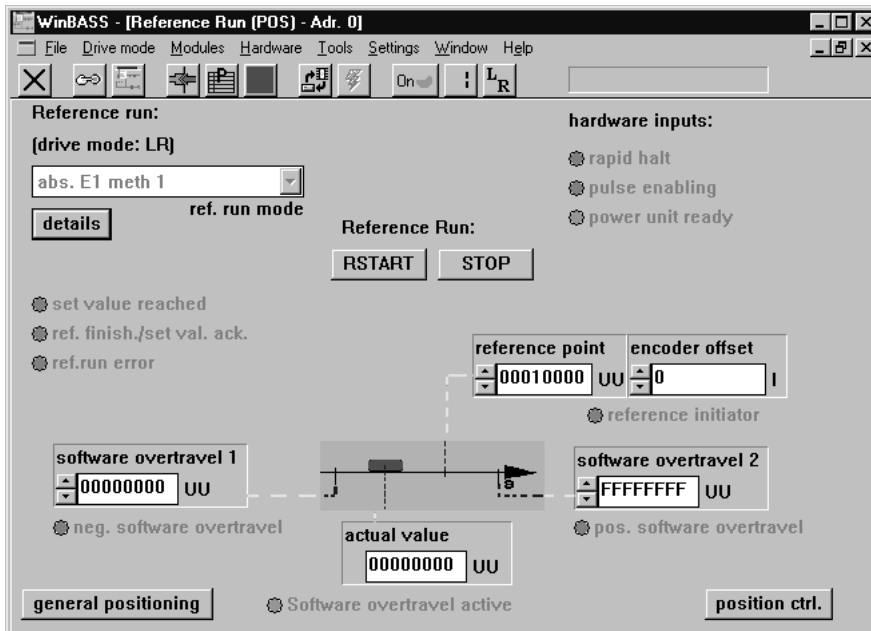 WinBASS - [Reference Run (POS) - Adr. 0]
File Drive mode Modules Hardware Tools Settings Window Help
P On L R
Reference run:
(drive mode: LR)
abs. E1 meth 1
ref. run mode
details
hardware inputs:
rapid halt
pulse enabling
power unit ready
Reference Run:
RSTART STOP
set value reached
ref. finish./set val. ack.
ref.run error
reference point encoder offset
00010000 UU 0 I
reference initiator
software overtravel 1
00000000 UU
neg. software overtravel
s
software overtravel 2
FFFFFFFF UU
pos. software overtravel
actual value
00000000 UU
general positioning
Software overtravel active
position ctrl.